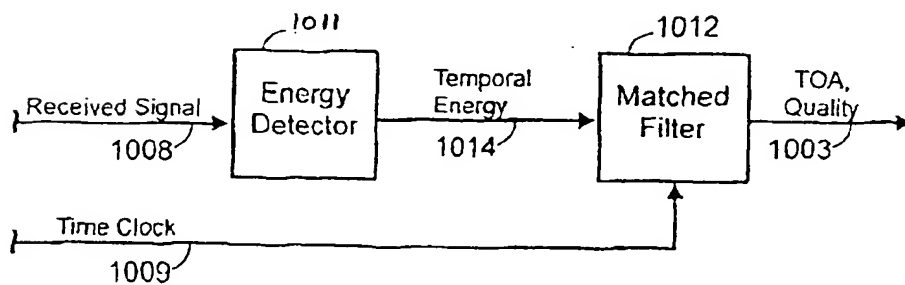 1011
1012
Received Signal
1008
Energy
Detector
Temporal
Energy
1014
Matched
Filter
TOA,
Quality
1003
Time Clock
1009